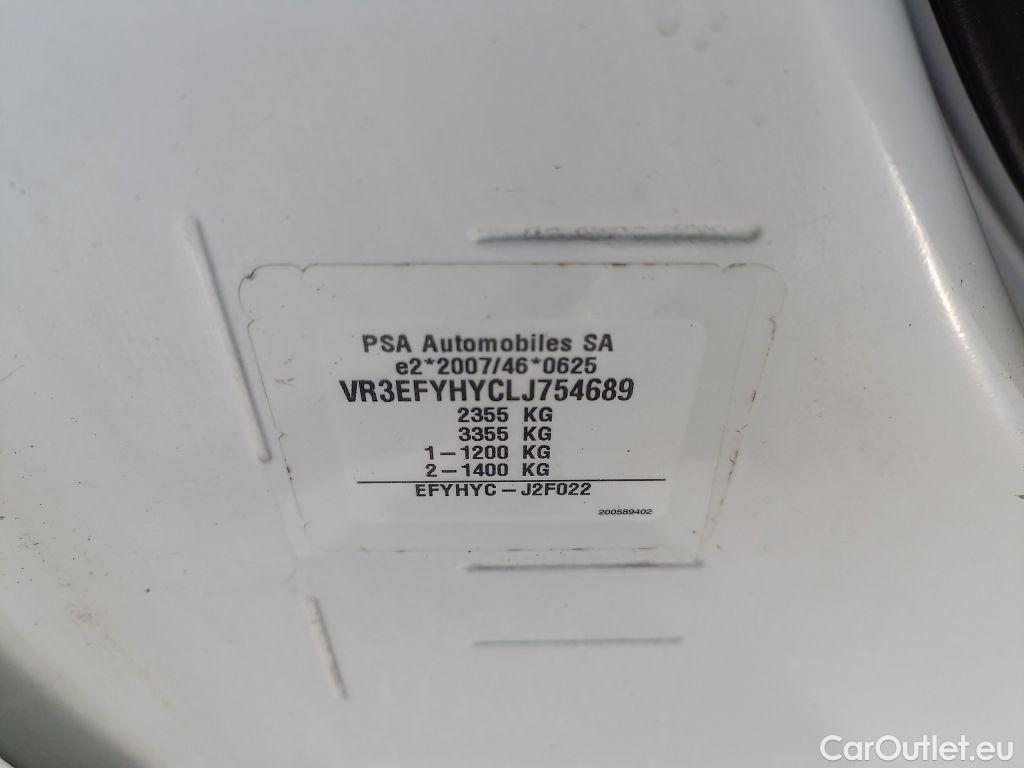 PSA Automobiles SA
e2*2007/46*0625
VR3EFYHYCLJ754689
2355 KG
3355 KG
1-1200 KG
2-1400 KG
EFYHYC-J2F022
200589402
CarOutlet.eu